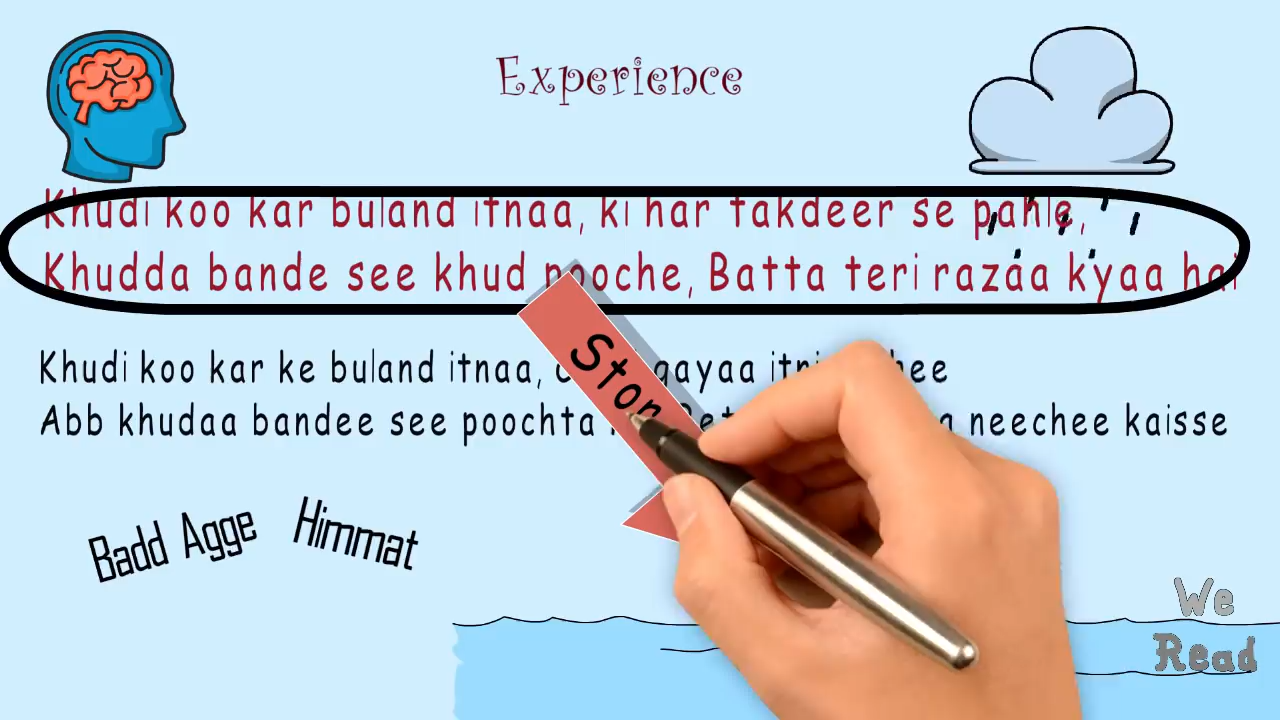 Experience
Khudi koo kar buland itnaa, ki har takdeer se pahle,
Khudda bande see khud pooche, Batta teri razaa kyaa hai
Khudi koo kar ke buland itnaa, gayaa
Abb khudaa bandee see poochta neechee kaisse
Stor
Badd Agge Himmat
We
Read